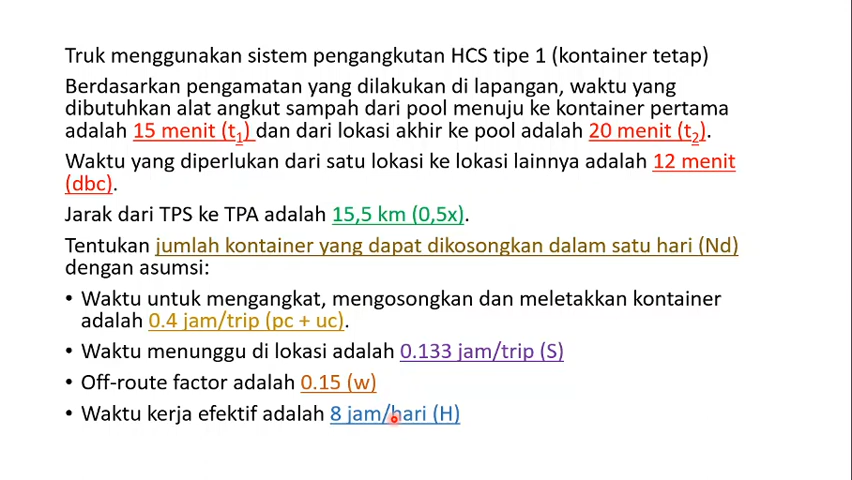 Truk menggunakan sistem pengangkutan HCS tipe 1 (kontainer tetap)
Berdasarkan pengamatan yang dilakukan di lapangan, waktu yang
dibutuhkan alat angkut sampah dari pool menuju ke kontainer pertama
adalah 15 menit (t₁) dan dari lokasi akhir ke pool adalah 20 menit (t₂).
Waktu yang diperlukan dari satu lokasi ke lokasi lainnya adalah 12 menit
(dbc).
Jarak dari TPS ke TPA adalah 15,5 km (0,5x).
Tentukan jumlah kontainer yang dapat dikosongkan dalam satu hari (Nd)
dengan asumsi:
• Waktu untuk mengangkat, mengosongkan dan meletakkan kontainer
adalah 0.4 jam/trip (pc + uc).
• Waktu menunggu di lokasi adalah 0.133 jam/trip (S)
• Off-route factor adalah 0.15 (w)
• Waktu kerja efektif adalah 8 jam/hari (H)